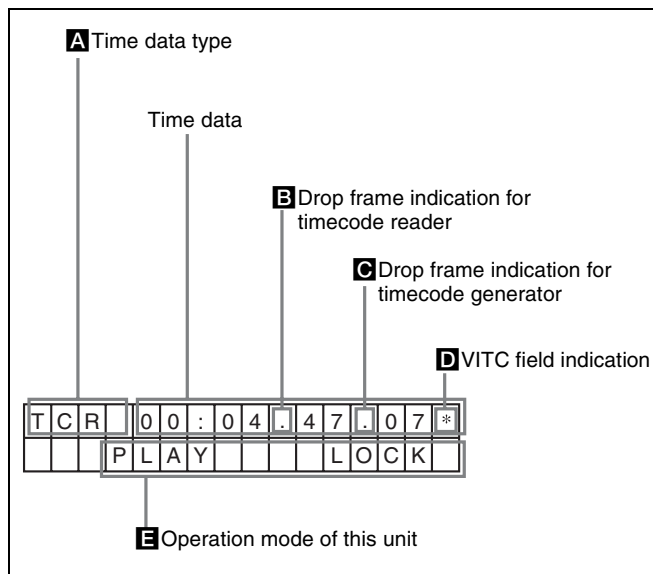 A Time data type
Time data
B Drop frame indication for
timecode reader
C Drop frame indication for
timecode generator
D VITC field indication
T C R 0 0 : 0 4 . 4 7 . 0 7 *
P L A Y L O C K
E Operation mode of this unit